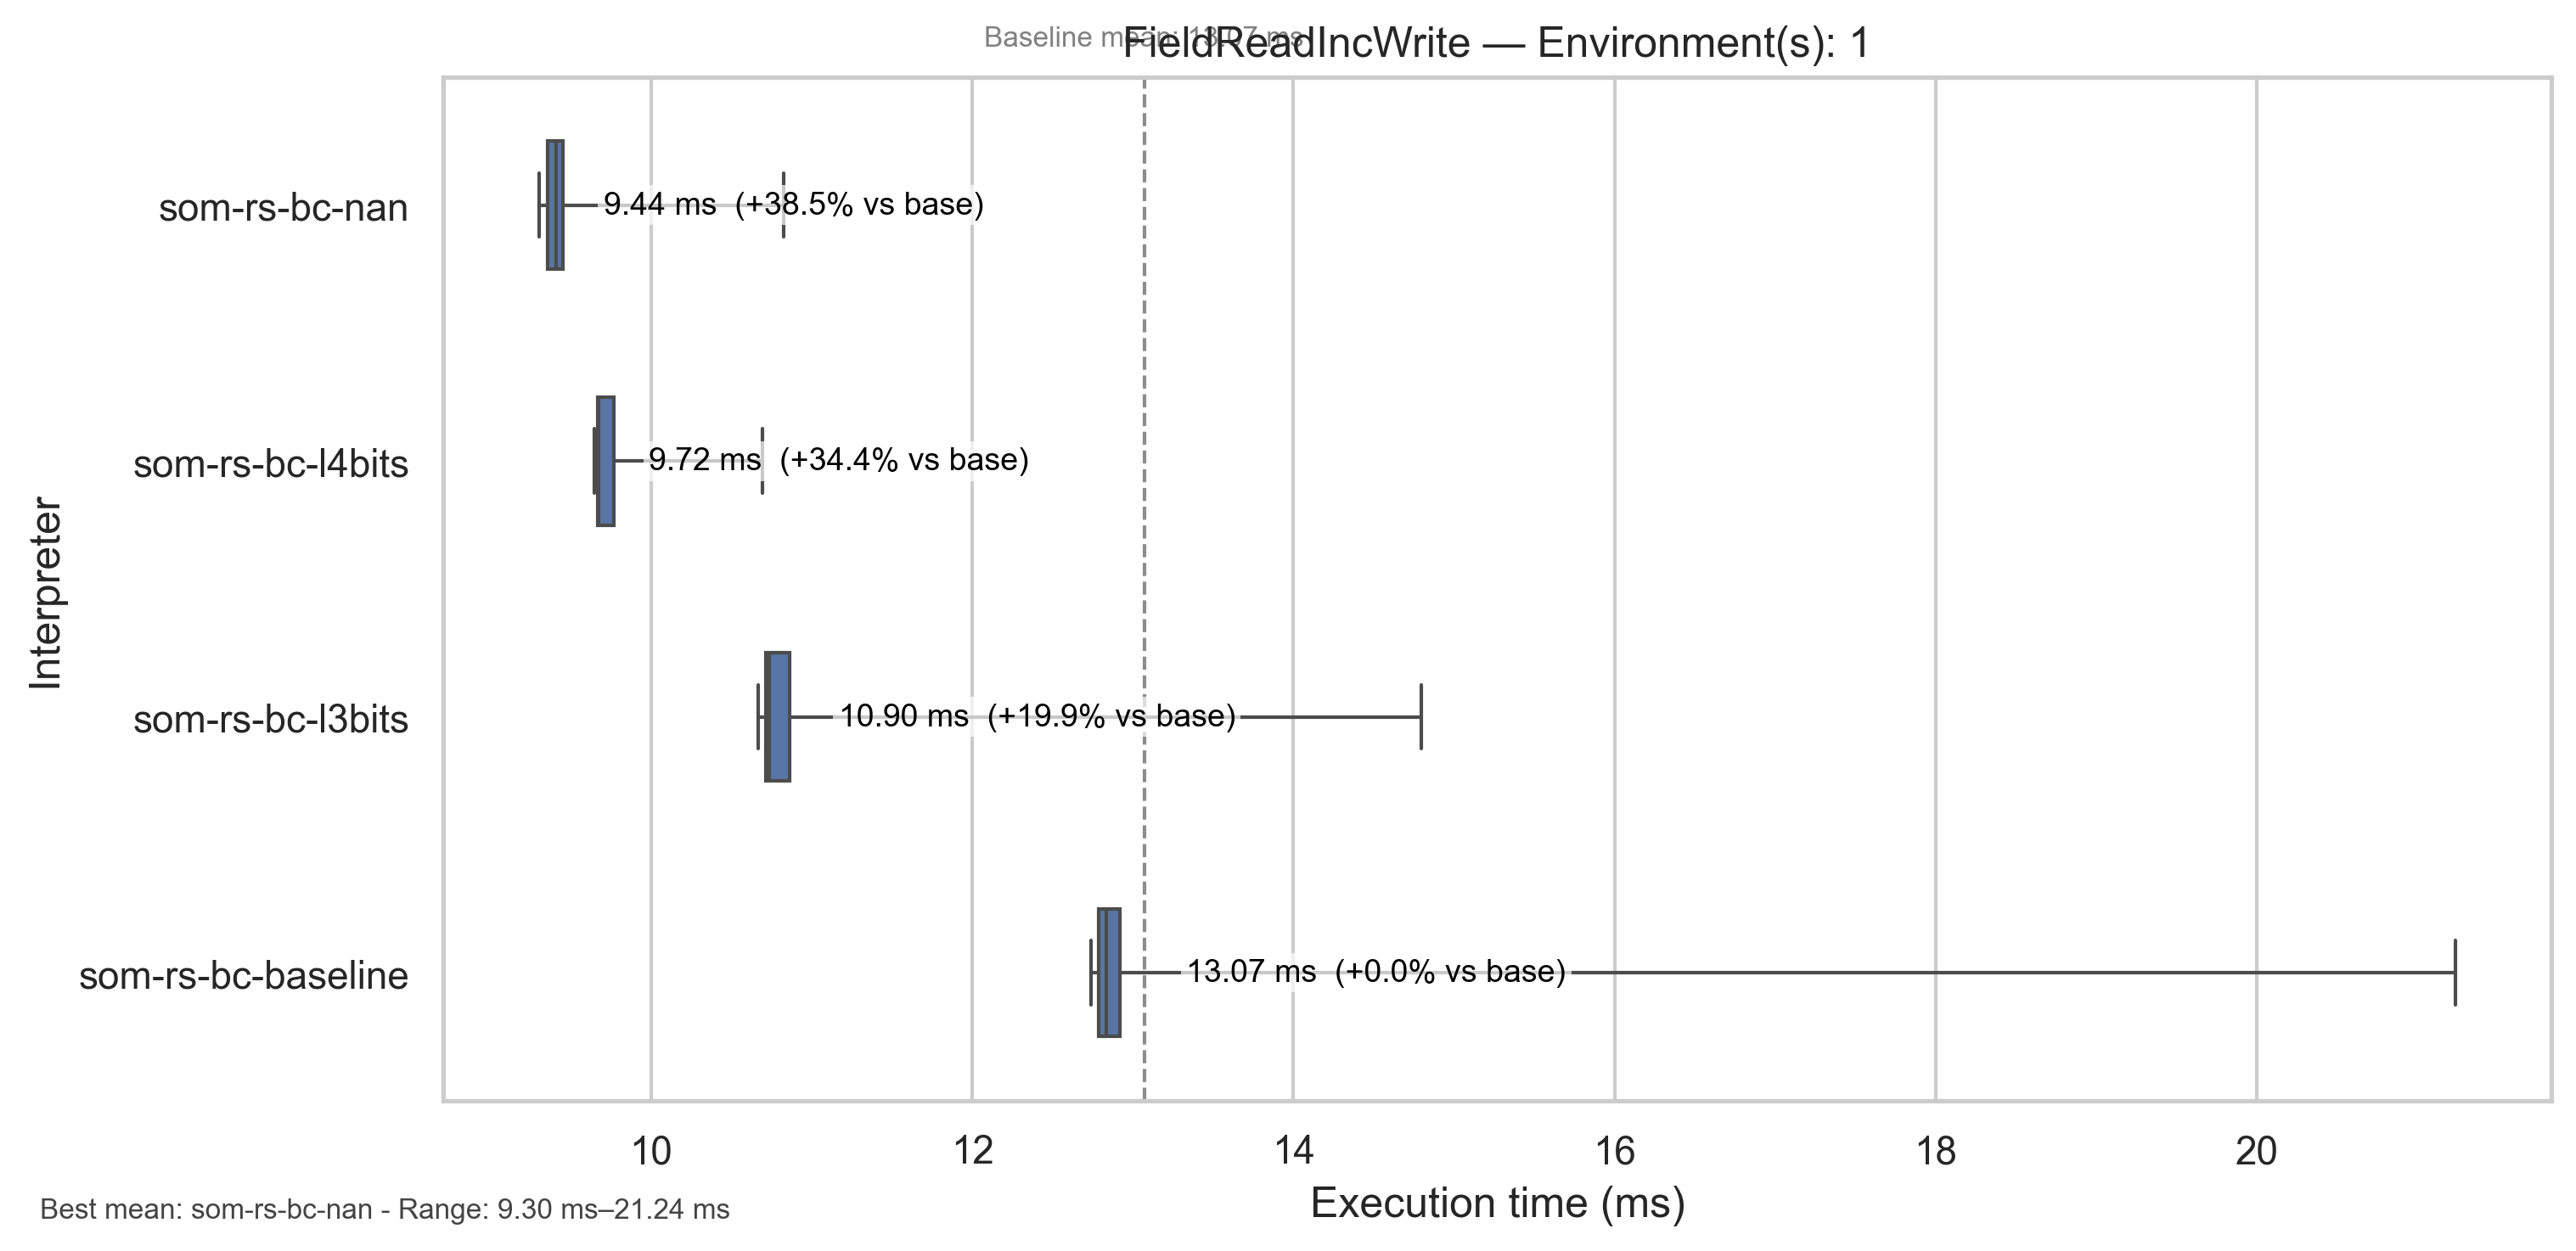 Baseline mean: 13.07 ms
FieldReadIncWrite — Environment(s): 1
Interpreter
som-rs-bc-nan
9.44 ms (+38.5% vs base)
som-rs-bc-l4bits
9.72 ms (+34.4% vs base)
som-rs-bc-l3bits
10.90 ms (+19.9% vs base)
som-rs-bc-baseline
13.07 ms (+0.0% vs base)
10 12 14 16 18 20
Execution time (ms)
Best mean: som-rs-bc-nan - Range: 9.30 ms–21.24 ms